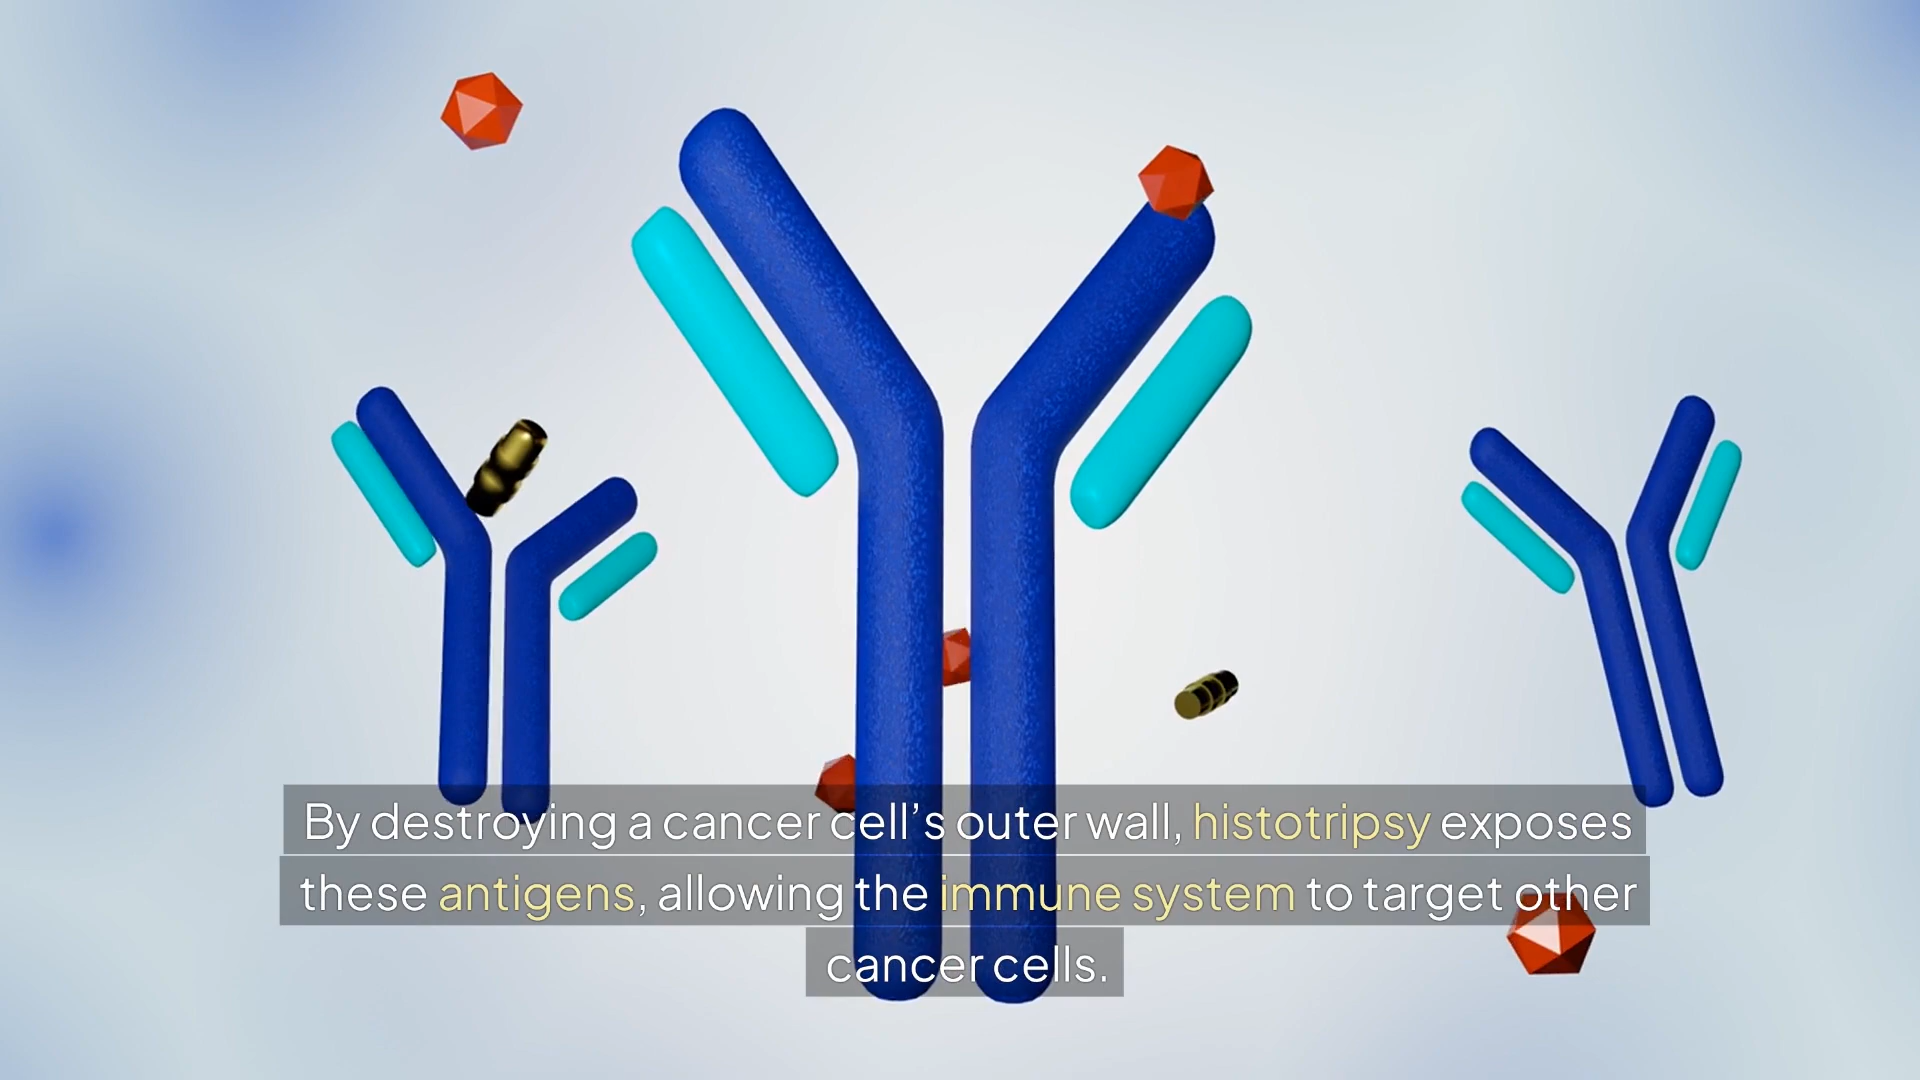 By destroying a cancer cell’s outer wall, histotripsy exposes
these antigens, allowing the immune system to target other
cancer cells.